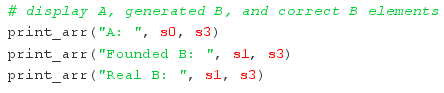 # display A, generated B, and correct B elements
print_arr("A: ", s0, s3)
print_arr("Founded B: ", s1, s3)
print_arr("Real B: ", s1, s3)